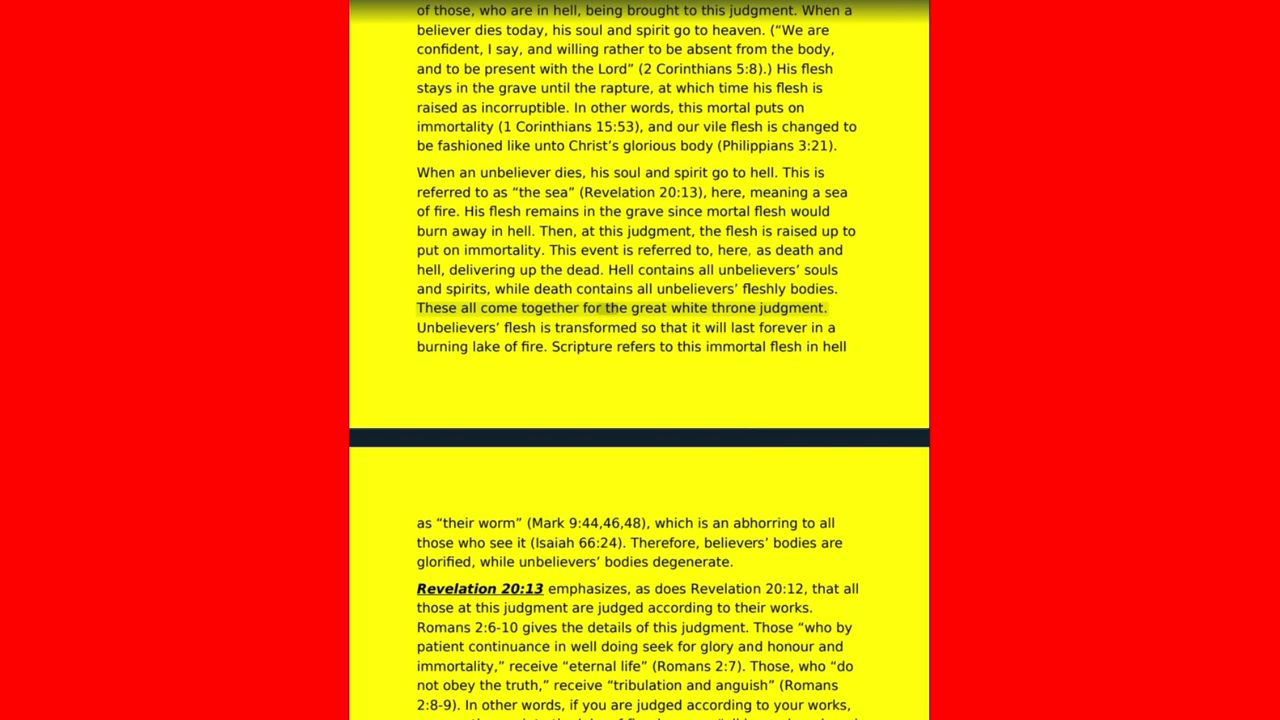 of those, who are in hell, being brought to this judgment. When a
believer dies today, his soul and spirit go to heaven. (“We are
confident, I say, and willing rather to be absent from the body,
and to be present with the Lord” (2 Corinthians 5:8).) His flesh
stays in the grave until the rapture, at which time his flesh is
raised as incorruptible. In other words, this mortal puts on
immortality (1 Corinthians 15:53), and our vile flesh is changed to
be fashioned like unto Christ’s glorious body (Philippians 3:21).
When an unbeliever dies, his soul and spirit go to hell. This is
referred to as “the sea” (Revelation 20:13), here, meaning a sea
of fire. His flesh remains in the grave since mortal flesh would
burn away in hell. Then, at this judgment, the flesh is raised up to
put on immortality. This event is referred to, here, as death and
hell, delivering up the dead. Hell contains all unbelievers’ souls
and spirits, while death contains all unbelievers’ fleshly bodies.
These all come together for the great white throne judgment.
Unbelievers’ flesh is transformed so that it will last forever in a
burning lake of fire. Scripture refers to this immortal flesh in hell
as “their worm” (Mark 9:44,46,48), which is an abhorring to all
those who see it (Isaiah 66:24). Therefore, believers’ bodies are
glorified, while unbelievers’ bodies degenerate.
Revelation 20:13 emphasizes, as does Revelation 20:12, that all
those at this judgment are judged according to their works.
Romans 2:6-10 gives the details of this judgment. Those “who by
patient continuance in well doing seek for glory and honour and
immortality,” receive “eternal life” (Romans 2:7). Those, who “do
not obey the truth,” receive “tribulation and anguish” (Romans
2:8-9). In other words, if you are judged according to your works,